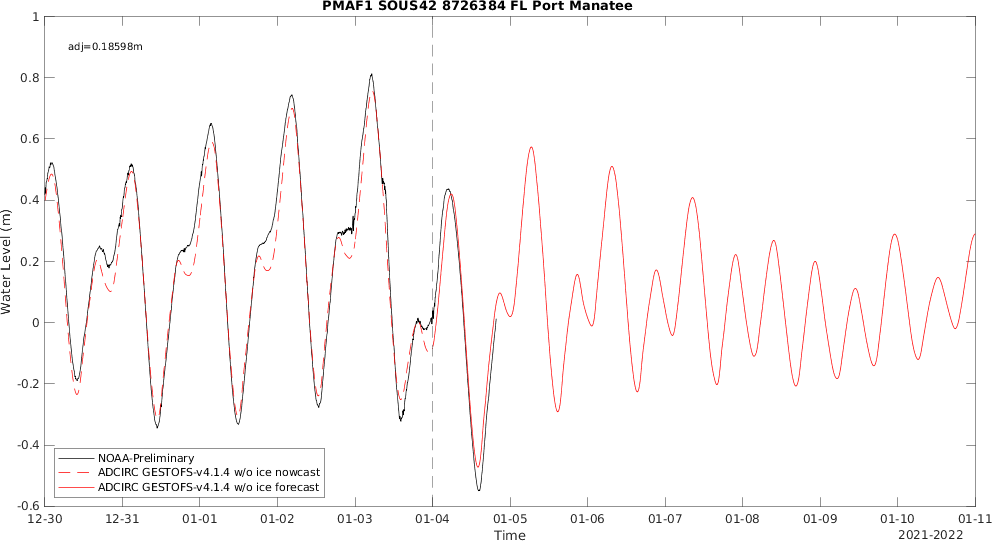 PMAF1 SOUS42 8726384 FL Port Manatee
adj=0.18598m
Water Level (m)
1
0.8
0.6
0.4
0.2
0
-0.2
-0.4
-0.6
NOAA-Preliminary
ADCIRC GESTOFS-v4.1.4 w/o ice nowcast
ADCIRC GESTOFS-v4.1.4 w/o ice forecast
12-30 12-31 01-01 01-02 01-03 01-04 01-05 01-06 01-07 01-08 01-09 01-10 01-11
Time
2021-2022